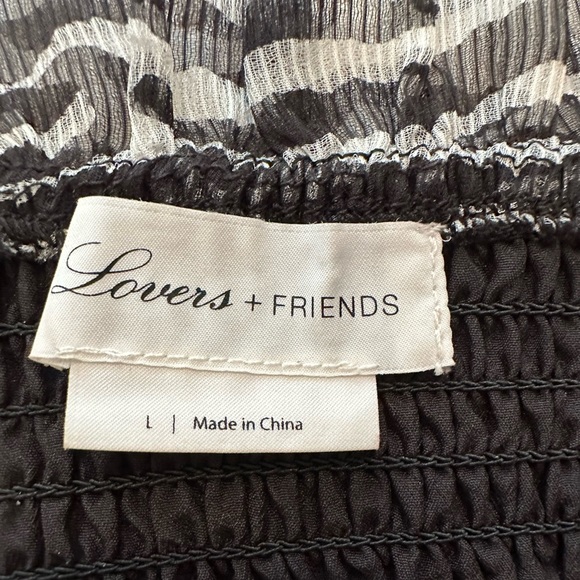 Lovers + FRIENDS
L | Made in China